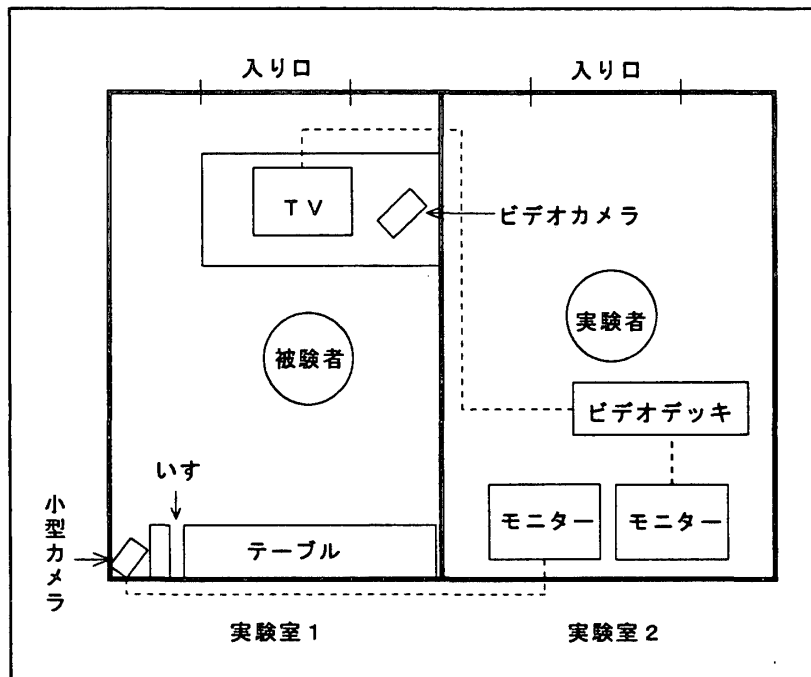 入り口
入り口
TV
ビデオカメラ
実験者
被験者
ビデオデッキ
いす
小型カメラ
テーブル
モニター
モニター
実験室1
実験室2